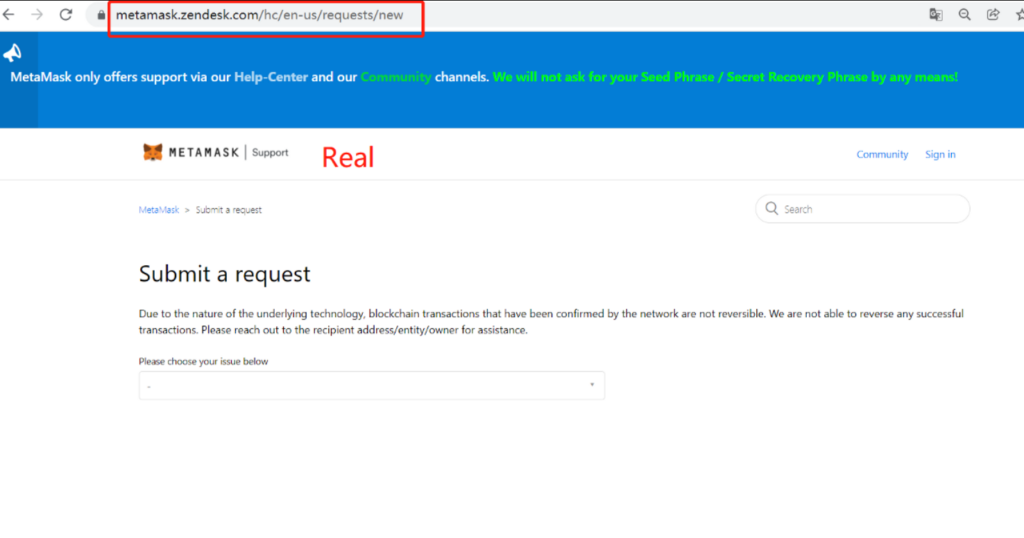 metamask.zendesk.com/hc/en-us/requests/new
MetaMask only offers support via our Help-Center and our Community channels. We will not ask for your Seed Phrase / Secret Recovery Phrase by any means!
METAMASK | Support
Real
Community Sign in
MetaMask > Submit a request
Search
Submit a request
Due to the nature of the underlying technology, blockchain transactions that have been confirmed by the network are not reversible. We are not able to reverse any successful
transactions. Please reach out to the recipient address/entity/owner for assistance.
Please choose your issue below
-